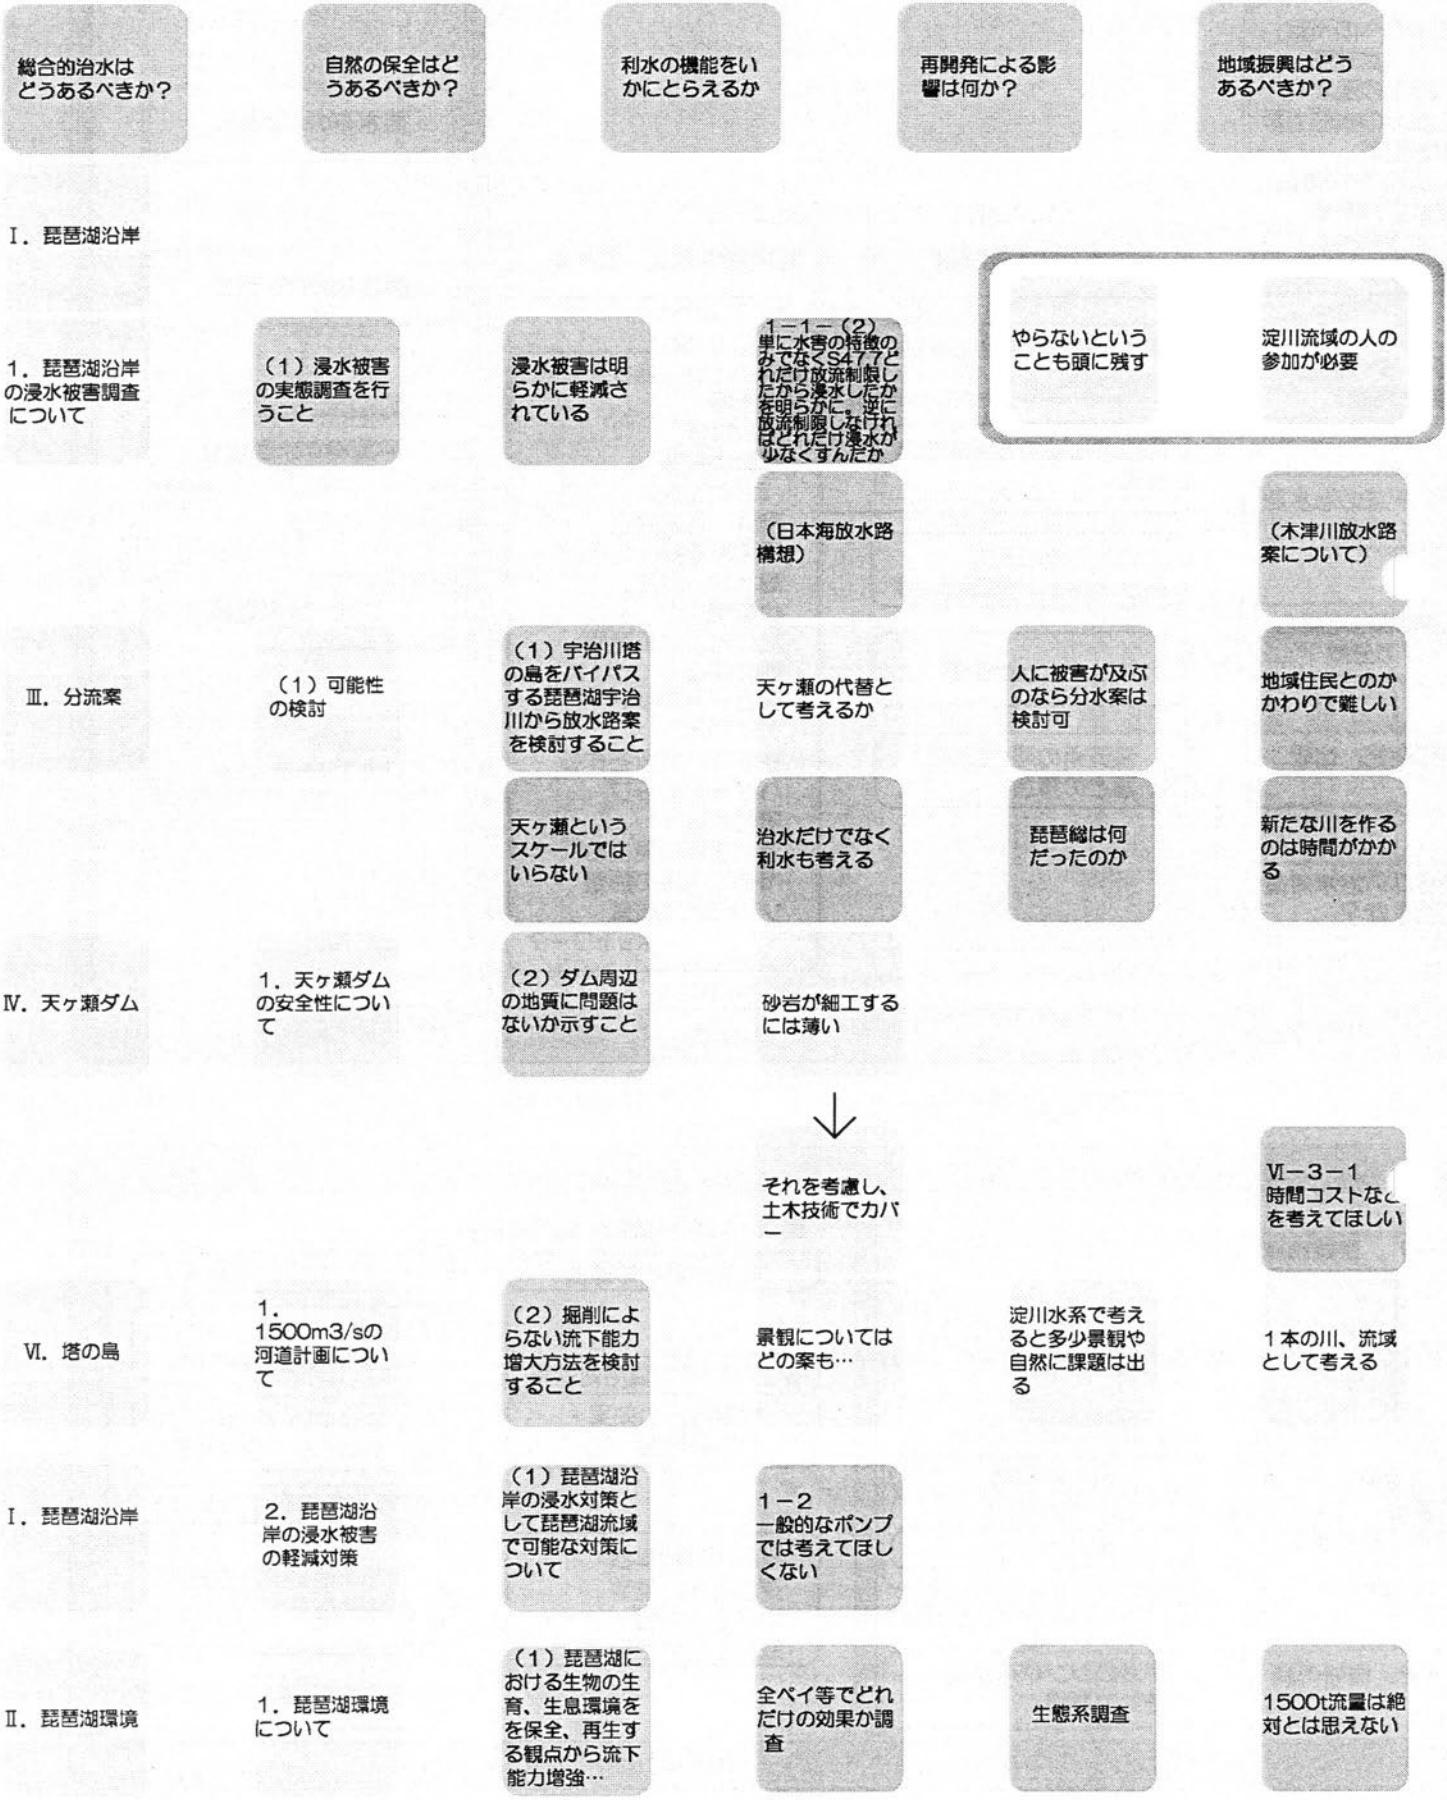 総合的治水は
どうあるべきか？
自然の保全はど
うあるべきか？
利水の機能をい
かにとらえるか
再開発による影
響は何か？
地域振興はどう
あるべきか？
Ⅰ．琵琶湖沿岸
1．琵琶湖沿岸
の浸水被害調査
について
（1）浸水被害
の実態調査を行
うこと
浸水被害は明
らかに軽減さ
れている
1－1－（2）
単に水害の特徴の
みでなくS47.7ど
れだけ放流制限し
たから浸水したか
を明らかに。逆に
放流制限しなけれ
ばどれだけ浸水が
少なくすんだか
やらないという
ことも頭に残す
淀川流域の人の
参加が必要
（日本海放水路
構想）
（木津川放水路
案について）
Ⅲ．分流案
（1）可能性
の検討
（1）宇治川塔
の島をバイパス
する琵琶湖宇治
川から放水路案
を検討すること
天ヶ瀬の代替と
して考えるか
人に被害が及ぶ
のなら分水案は
検討可
地域住民とのか
かわりで難しい
天ヶ瀬という
スケールでは
いらない
治水だけでなく
利水も考える
琵琶総は何
だったのか
新たな川を作る
のは時間がかか
る
Ⅳ．天ヶ瀬ダム
1．天ヶ瀬ダム
の安全性につい
て
（2）ダム周辺
の地質に問題は
ないか示すこと
砂岩が細工する
には薄い
それを考慮し、
土木技術でカバ
ー
Ⅵ－3－1
時間コストなど
を考えてほしい
Ⅵ．塔の島
1．
1500m3/sの
河道計画につい
て
（2）掘削によ
らない流下能力
増大方法を検討
すること
景観については
どの案も…
淀川水系で考え
ると多少景観や
自然に課題は出
る
1本の川、流域
として考える
Ⅰ．琵琶湖沿岸
2．琵琶湖沿
岸の浸水被害
の軽減対策
（1）琵琶湖沿
岸の浸水対策と
して琵琶湖流域
で可能な対策に
ついて
1－2
一般的なポンプ
では考えてほし
くない
Ⅱ．琵琶湖環境
1．琵琶湖環境
について
（1）琵琶湖に
おける生物の生
育、生息環境を
を保全、再生す
る観点から流下
能力増強…
全ペイ等でどれ
だけの効果か調
査
生態系調査
1500t流量は絶
対とは思えない